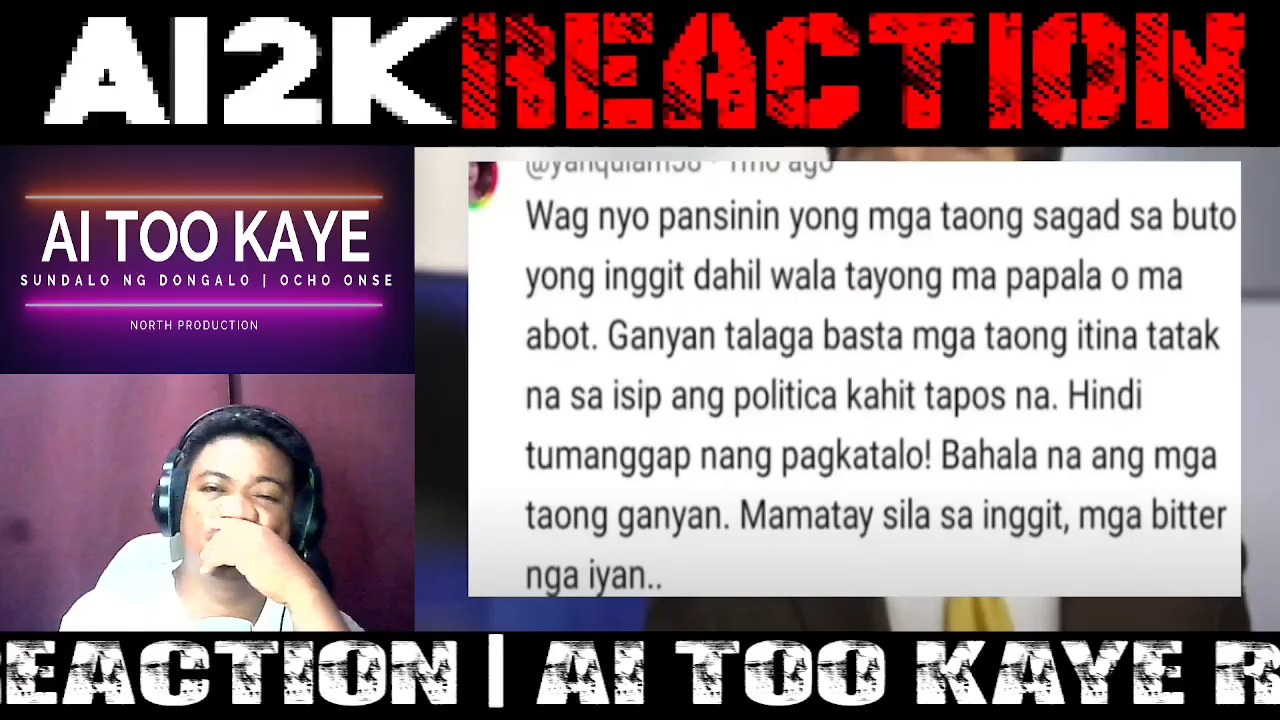 AI2KREACTION
AI TOO KAYE
SUNDALO NG DONGALO | OCHO ONSE
NORTH PRODUCTION
1mo ago
Wag nyo pansinin yong mga taong sagad sa buto
yong inggit dahil wala tayong ma papala o ma
abot. Ganyan talaga basta mga taong itina tatak
na sa isip ang politica kahit tapos na. Hindi
tumanggap nang pagkatalo! Bahala na ang mga
taong ganyan. Mamatay sila sa inggit, mga bitter
nga iyan..
REACTION | AI TOO KAYE R